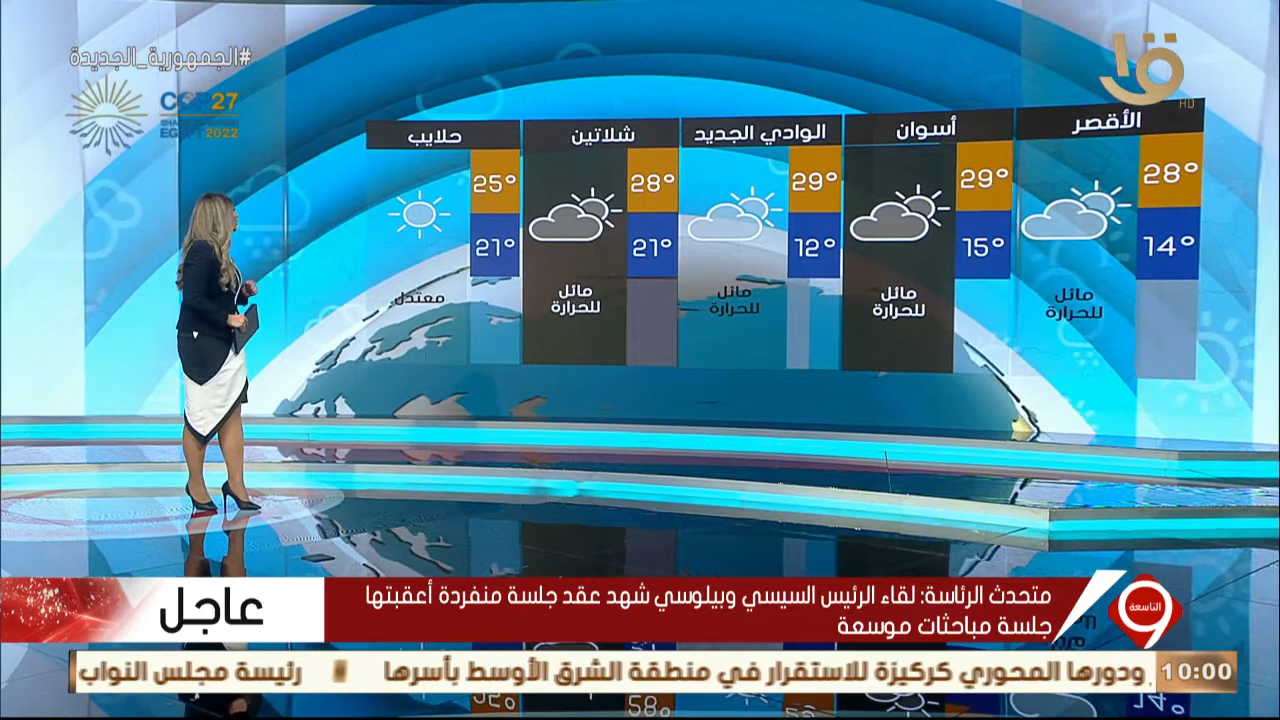 #الجمهورية_الجديدة
COP27
EGYPT 2022
HD
الأقصر
28°
14°
مائل
للحرارة
أسوان
29°
15°
مائل
للحرارة
الوادي الجديد
29°
12°
مائل
للحرارة
شلاتين
28°
21°
مائل
للحرارة
حلايب
25°
21°
معتدل
التاسعة
متحدث الرئاسة: لقاء الرئيس السيسي وبيلوسي شهد عقد جلسة منفردة أعقبتها
جلسة مباحثات موسعة
عاجل
10:00
ودورها المحوري كركيزة للاستقرار في منطقة الشرق الأوسط بأسرها رئيسة مجلس النواب